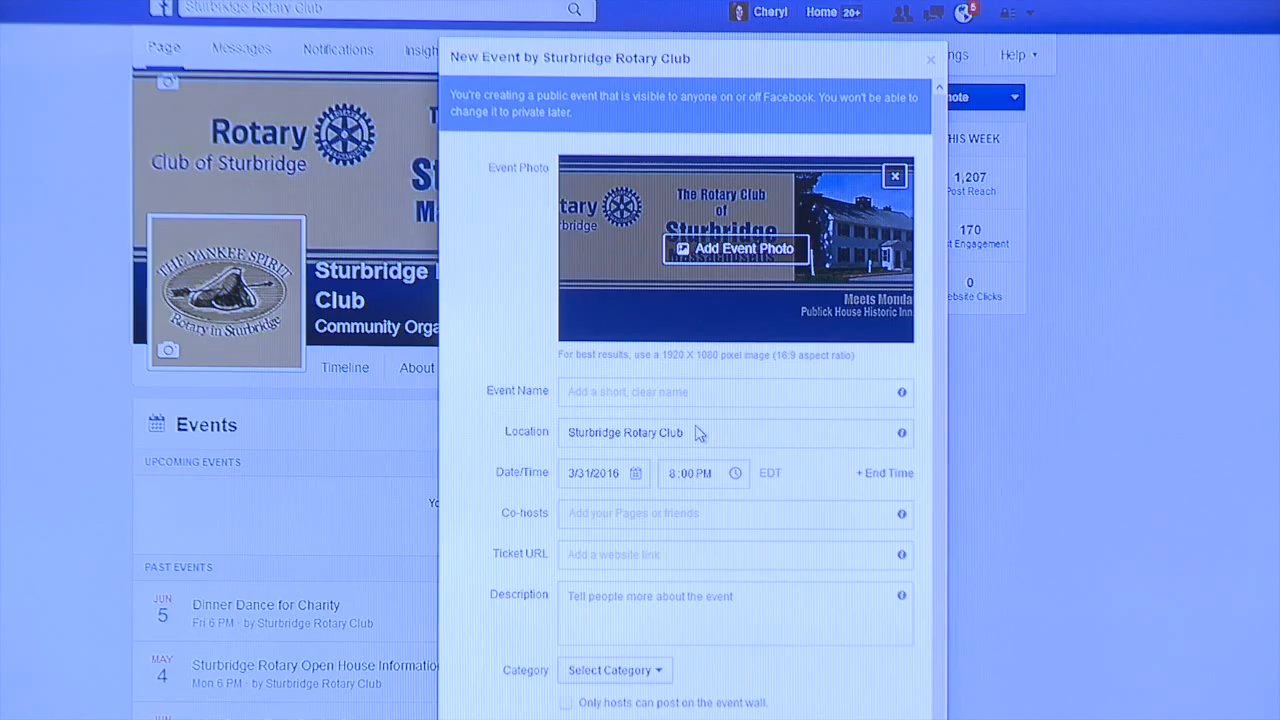 Sturbridge Rotary Club
Cheryl
Home 20+
5
Page
Messages
Notifications
Help
New Event by Sturbridge Rotary Club
You're creating a public event that is visible to anyone on or off Facebook. You won't be able to
change it to private later.
Rotary
Club of Sturbridge
THE YANKEE SPIRIT
Rotary in Sturbridge
Sturbridge
Club
Timeline
About
Events
UPCOMING EVENTS
PAST EVENTS
JUN
5
Dinner Dance for Charity
Fri 6 PM · by Sturbridge Rotary Club
MAY
4
Sturbridge Rotary Open House
Mon 6 PM · by Sturbridge Rotary Club
Event Photo
The Rotary Club
of
Sturbridge
Massachusetts
Add Event Photo
Publick House Historic Inn
For best results, use a 1920 X 1080 pixel image (16:9 aspect ratio)
Event Name
Add a short, clear name
Location
Sturbridge Rotary Club
Date/Time
3/31/2016
8:00 PM
EDT
+ End Time
Co-hosts
Add your Pages or friends
Ticket URL
Add a website link
Description
Tell people more about the event
Category
Select Category
Only hosts can post on the event wall.
WEEK
1,207
Post Reach
170
Engagement
0
Clicks